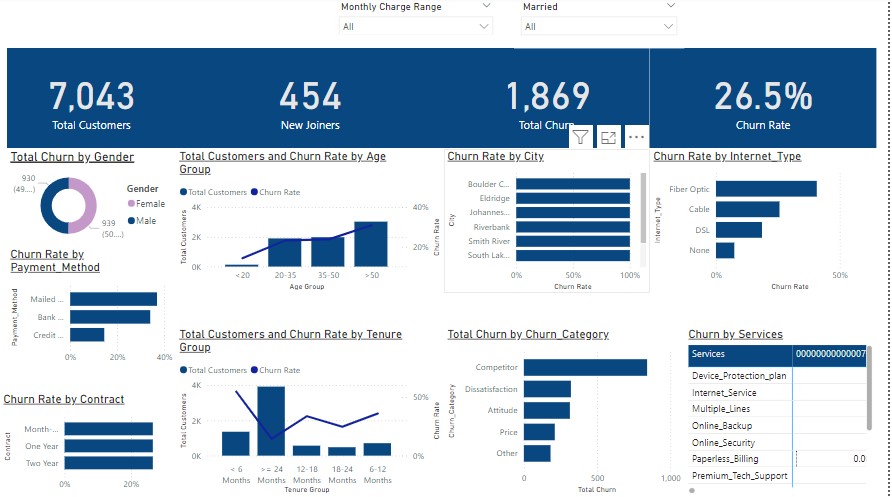 Monthly Charge Range
Married
All
All
7,043
454
1,869
26.5%
Total Customers
New Joiners
Total Churn
Churn Rate
Total Churn by Gender
930
(49....)
939
(50....)
Gender
Female
Male
Total Customers and Churn Rate by Age
Group
Total Customers Churn Rate
4K
2K
0K
Total Customers
40%
20%
Churn Rate
<20 20-35 35-50 >50
Age Group
Churn Rate by City
City
Boulder C...
Eldridge
Johannes...
Riverbank
Smith River
South Lak...
0% 50% 100%
Churn Rate
Churn Rate by Internet_Type
Internet_Type
Fiber Optic
Cable
DSL
None
0% 50%
Churn Rate
Churn Rate by
Payment_Method
Payment_Method
Mailed ...
Bank ...
Credit ...
0% 20% 40%
Total Customers and Churn Rate by Tenure
Group
Total Customers Churn Rate
4K
2K
0K
Total Customers
50%
0%
Churn Rate
< 6 >= 24 12-18 18-24 6-12
Months Months Months Months Months
Tenure Group
Total Churn by Churn_Category
Churn_Category
Competitor
Dissatisfaction
Attitude
Price
Other
0 500 1,000
Total Churn
Churn by Services
Services 00000000000007
Device_Protection_plan
Internet_Service
Multiple_Lines
Online_Backup
Online_Security
Paperless_Billing 0.0
Premium_Tech_Support
Churn Rate by Contract
Contract
Month-...
One Year
Two Year
0% 20%